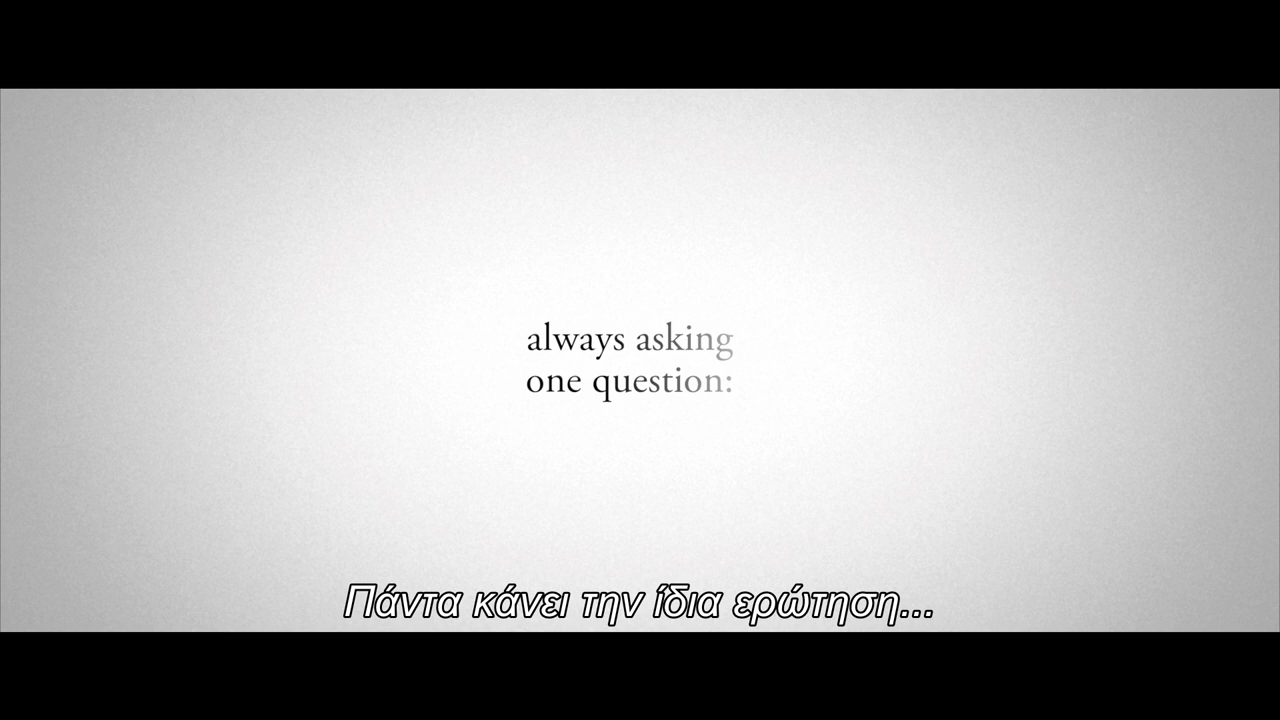 always asking
one question:
Πάντα κάνει την ίδια ερώτηση...